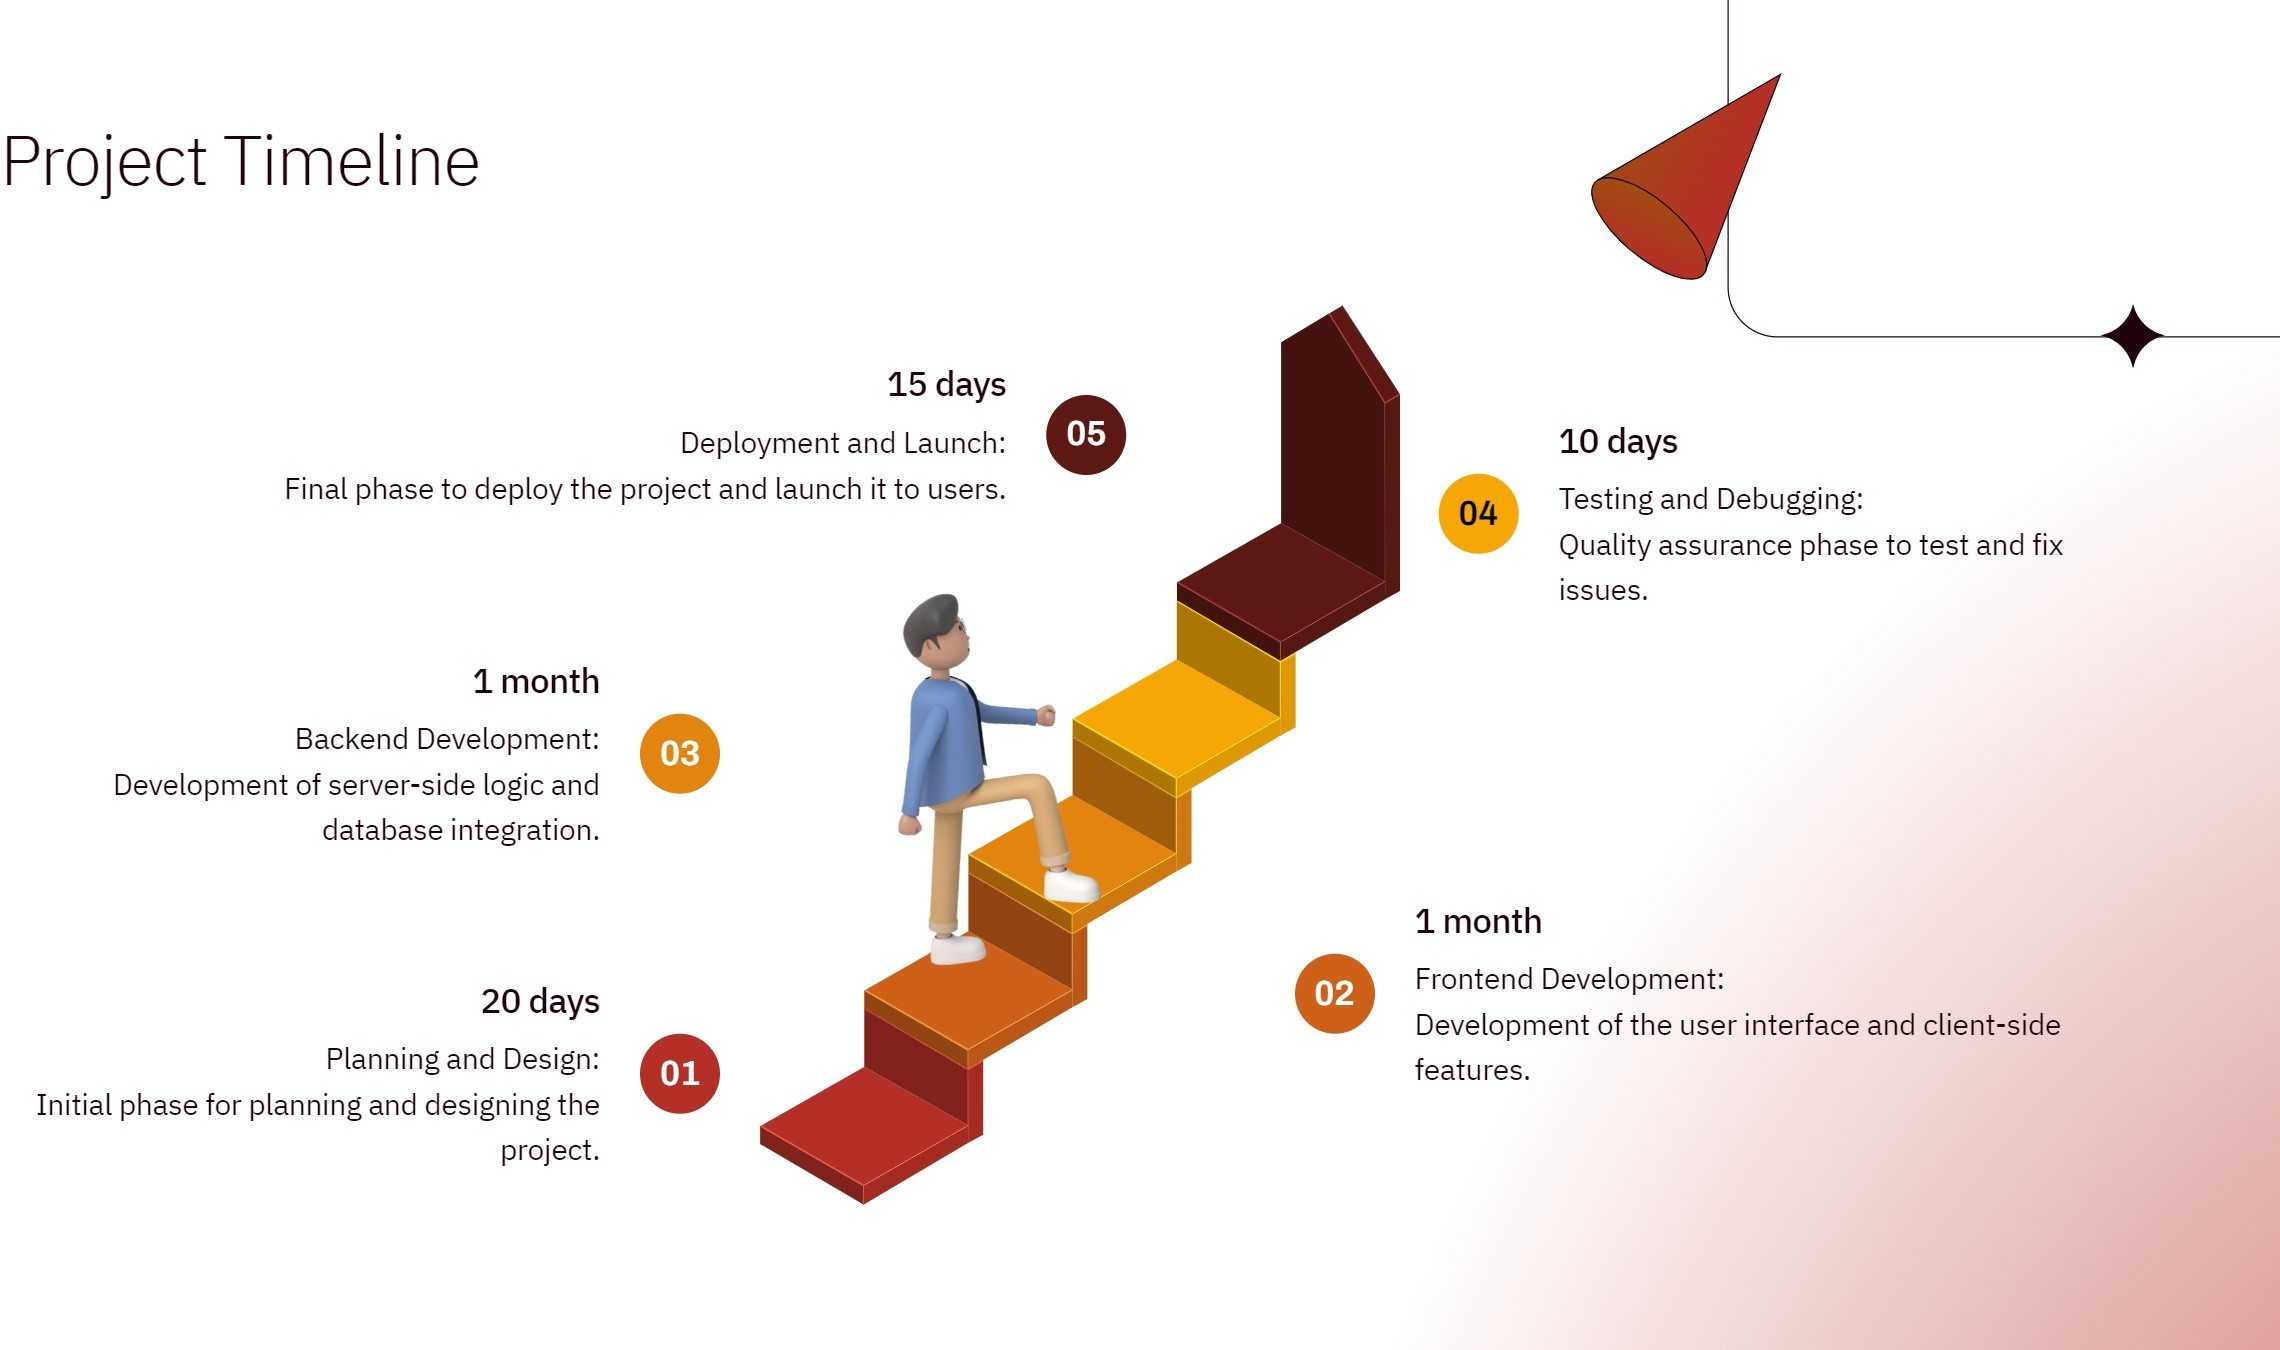 Project Timeline
15 days
05
Deployment and Launch:
Final phase to deploy the project and launch it to users.
10 days
04
Testing and Debugging:
Quality assurance phase to test and fix
issues.
1 month
03
Backend Development:
Development of server-side logic and
database integration.
1 month
02
Frontend Development:
Development of the user interface and client-side
features.
20 days
01
Planning and Design:
Initial phase for planning and designing the
project.